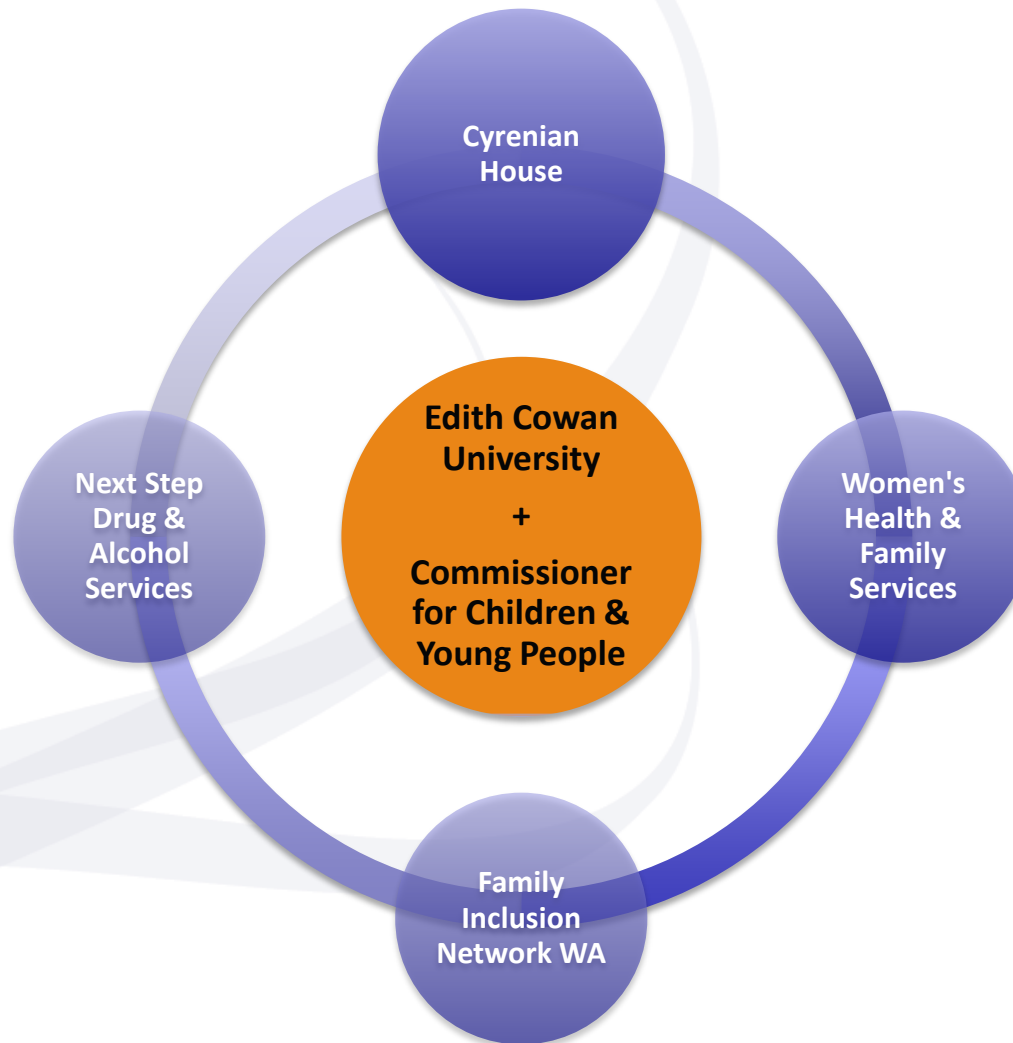 Cyrenian
House
Edith Cowan
University
+
Commissioner
for Children &
Young People
Next Step
Drug &
Alcohol
Services
Women's
Health &
Family
Services
Family
Inclusion
Network WA